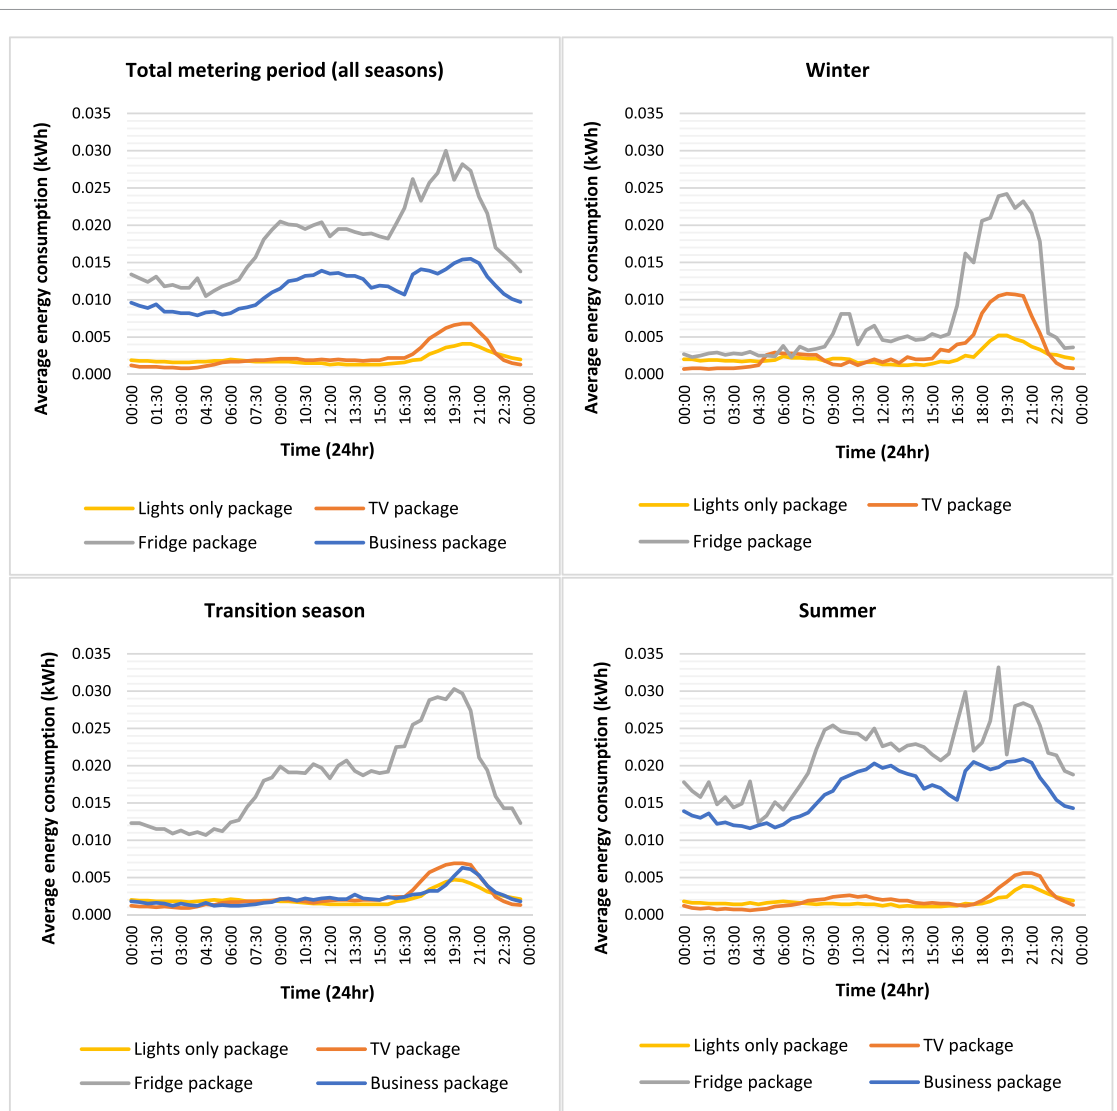 Total metering period (all seasons)
Average energy consumption (kWh)
0.035
0.030
0.025
0.020
0.015
0.010
0.005
0.000
00:00 01:30 03:00 04:30 06:00 07:30 09:00 10:30 12:00 13:30 15:00 16:30 18:00 19:30 21:00 22:30 00:00
Time (24hr)
Lights only package TV package
Fridge package Business package
Winter
Average energy consumption (kWh)
0.035
0.030
0.025
0.020
0.015
0.010
0.005
0.000
00:00 01:30 03:00 04:30 06:00 07:30 09:00 10:30 12:00 13:30 15:00 16:30 18:00 19:30 21:00 22:30 00:00
Time (24hr)
Lights only package TV package
Fridge package
Transition season
Average energy consumption (kWh)
0.035
0.030
0.025
0.020
0.015
0.010
0.005
0.000
00:00 01:30 03:00 04:30 06:00 07:30 09:00 10:30 12:00 13:30 15:00 16:30 18:00 19:30 21:00 22:30 00:00
Time (24hr)
Lights only package TV package
Fridge package Business package
Summer
Average energy consumption (kWh)
0.035
0.030
0.025
0.020
0.015
0.010
0.005
0.000
00:00 01:30 03:00 04:30 06:00 07:30 09:00 10:30 12:00 13:30 15:00 16:30 18:00 19:30 21:00 22:30 00:00
Time (24hr)
Lights only package TV package
Fridge package Business package